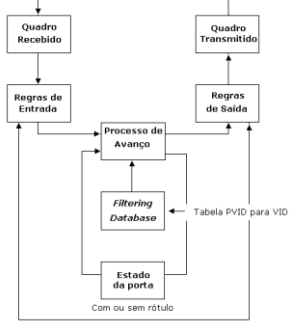 Quadro
Recebido
Quadro
Transmitido
Regras de
Entrada
Regras
de Saída
Processo de
Avanço
Filtering
Database
Tabela PVID para VID
Estado
da porta
Com ou sem rótulo